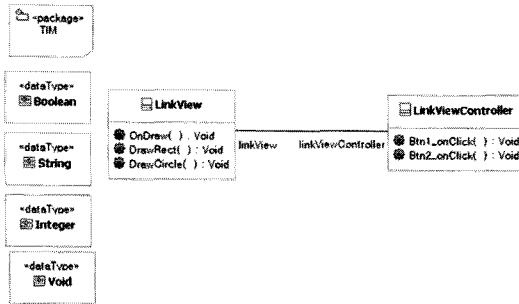 «package»
TIM
«dataType»
Boolean
«dataType»
String
«dataType»
Integer
«dataType»
Void
LinkView
OnDraw( ) : Void
DrawRect( ) : Void
DrawCircle( ) : Void
linkView
linkViewController
LinkViewController
Btn1_onClick( ) : Void
Btn2_onClick( ) : Void